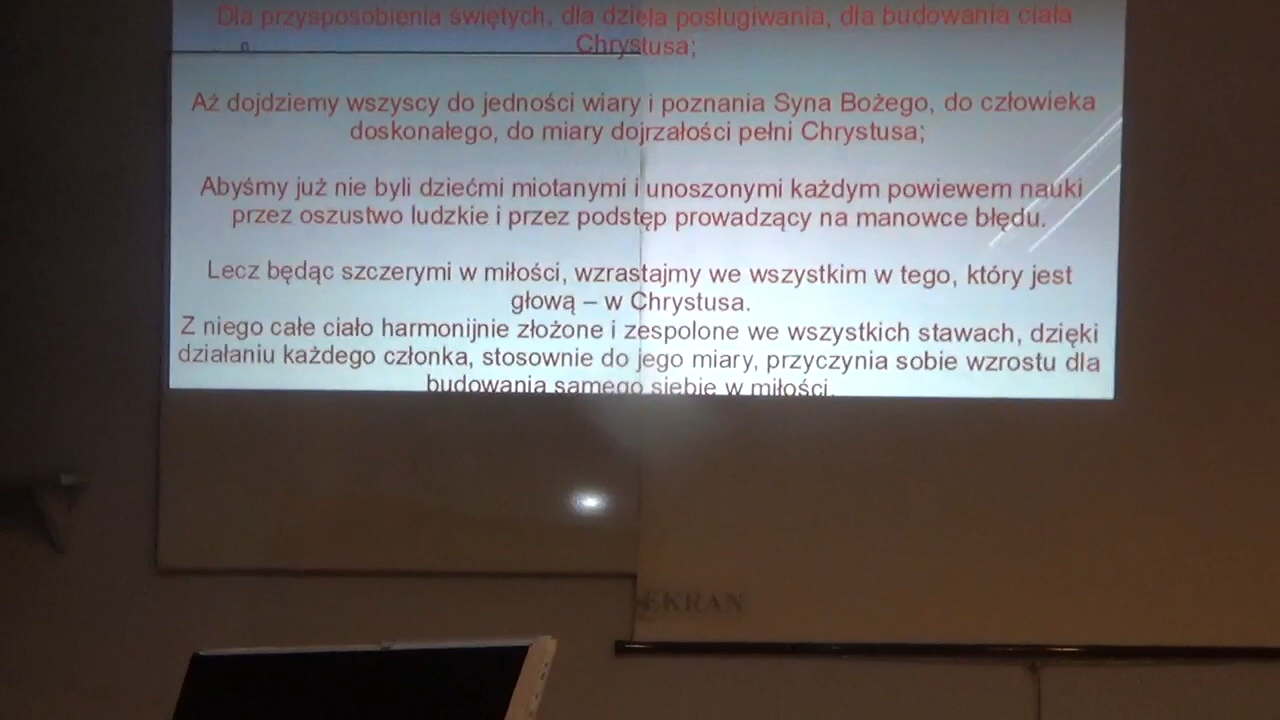 Dla przysposobienia świętych, dla dzieła posługiwania, dla budowania ciała
Chrystusa;
Aż dojdziemy wszyscy do jedności wiary i poznania Syna Bożego, do człowieka
doskonałego, do miary dojrzałości pełni Chrystusa;
Abyśmy już nie byli dziećmi miotanymi i unoszonymi każdym powiewem nauki
przez oszustwo ludzkie i przez podstęp prowadzący na manowce błędu.
Lecz będąc szczerymi w miłości, wzrastajmy we wszystkim w tego, który jest
głową – w Chrystusa.
Z niego całe ciało harmonijnie złożone i zespolone we wszystkich stawach, dzięki
działaniu każdego członka, stosownie do jego miary, przyczynia sobie wzrostu dla
budowania samego siebie w miłości.
EKRAN